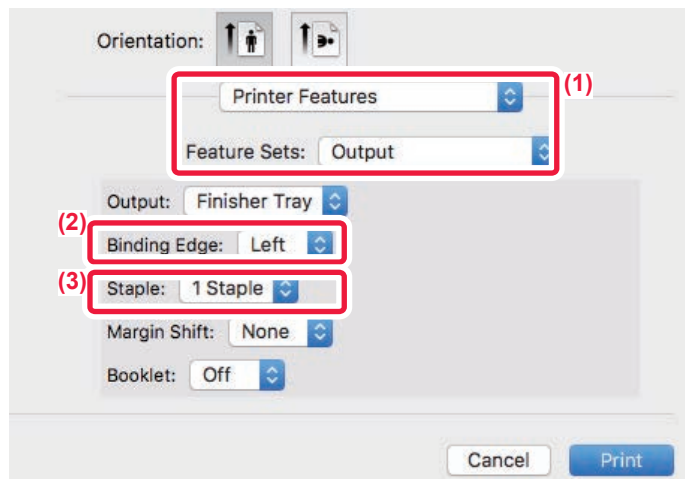 Orientation:
Printer Features
(1)
Feature Sets: Output
Output: Finisher Tray
(2)
Binding Edge: Left
(3)
Staple: 1 Staple
Margin Shift: None
Booklet: Off
Cancel Print